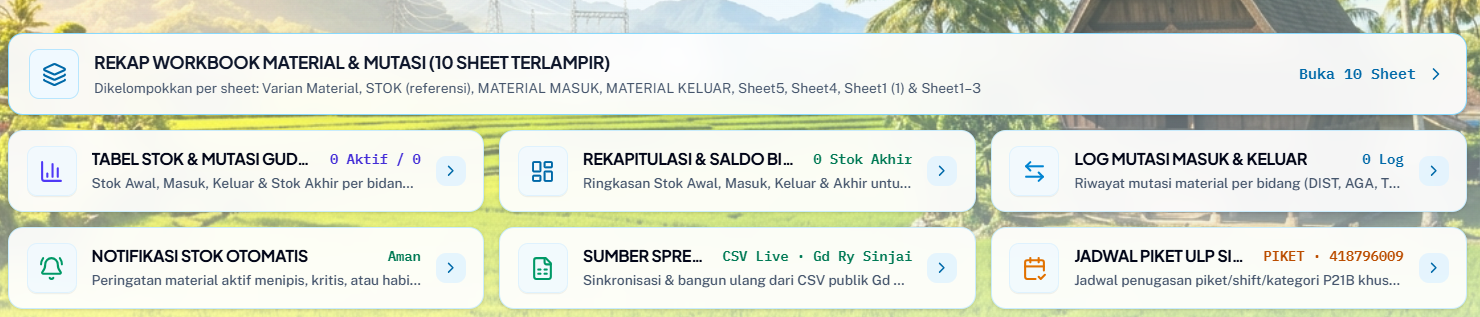 REKAP WORKBOOK MATERIAL & MUTASI (10 SHEET TERLAMPIR)
Dikelompokkan per sheet: Varian Material, STOK (referensi), MATERIAL MASUK, MATERIAL KELUAR, Sheet5, Sheet4, Sheet1 (1) & Sheet1–3
Buka 10 Sheet
TABEL STOK & MUTASI GUD...
0 Aktif / 0
Stok Awal, Masuk, Keluar & Stok Akhir per bidan...
REKAPITULASI & SALDO BI...
0 Stok Akhir
Ringkasan Stok Awal, Masuk, Keluar & Akhir untu...
LOG MUTASI MASUK & KELUAR
0 Log
Riwayat mutasi material per bidang (DIST, AGA, T...
NOTIFIKASI STOK OTOMATIS
Aman
Peringatan material aktif menipis, kritis, atau habi...
SUMBER SPRE...
CSV Live · Gd Ry Sinjai
Sinkronisasi & bangun ulang dari CSV publik Gd ...
JADWAL PIKET ULP SI...
PIKET · 418796009
Jadwal penugasan piket/shift/kategori P21B khus...